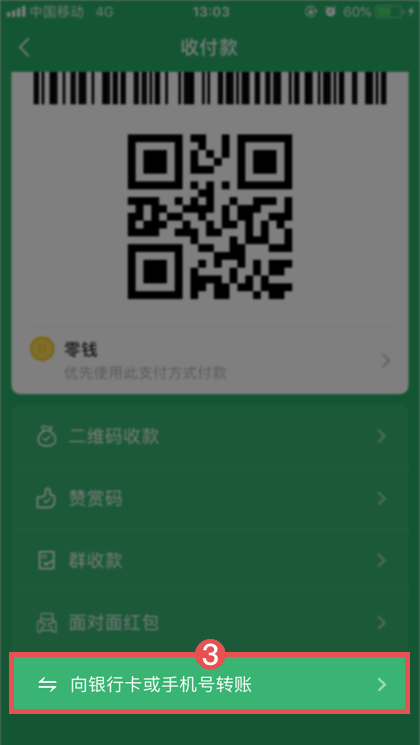 中国移动 4G 13:03 60%
收付款
零钱
优先使用此支付方式付款
二维码收款
赞赏码
群收款
面对面红包
3
向银行卡或手机号转账